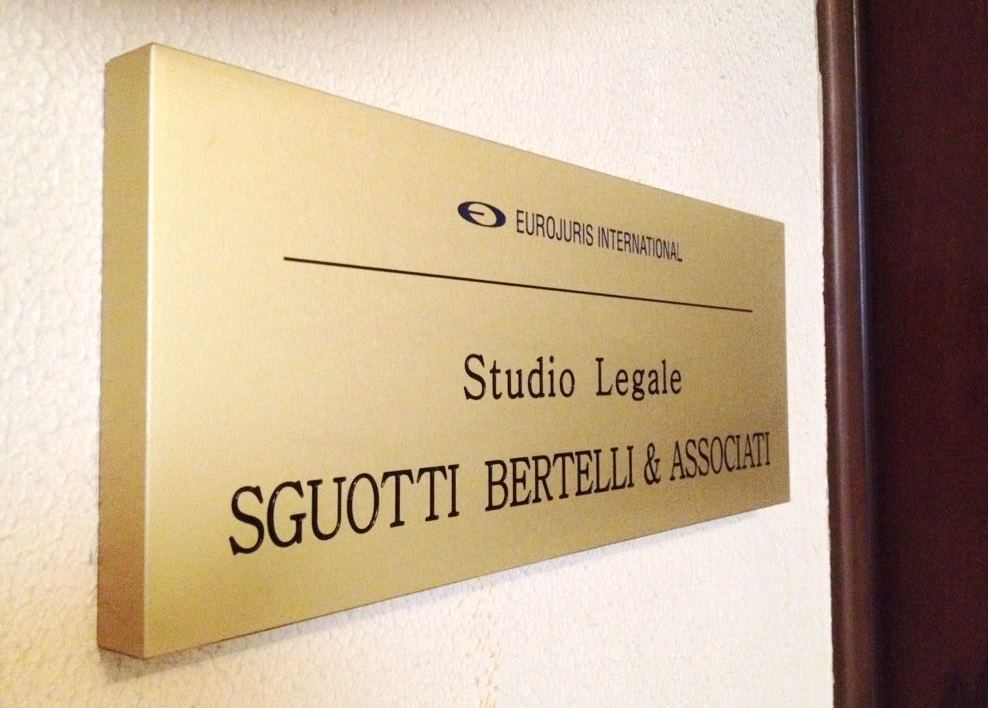 EUROJURIS INTERNATIONAL
Studio Legale
SGUOTTI BERTELLI & ASSOCIATI